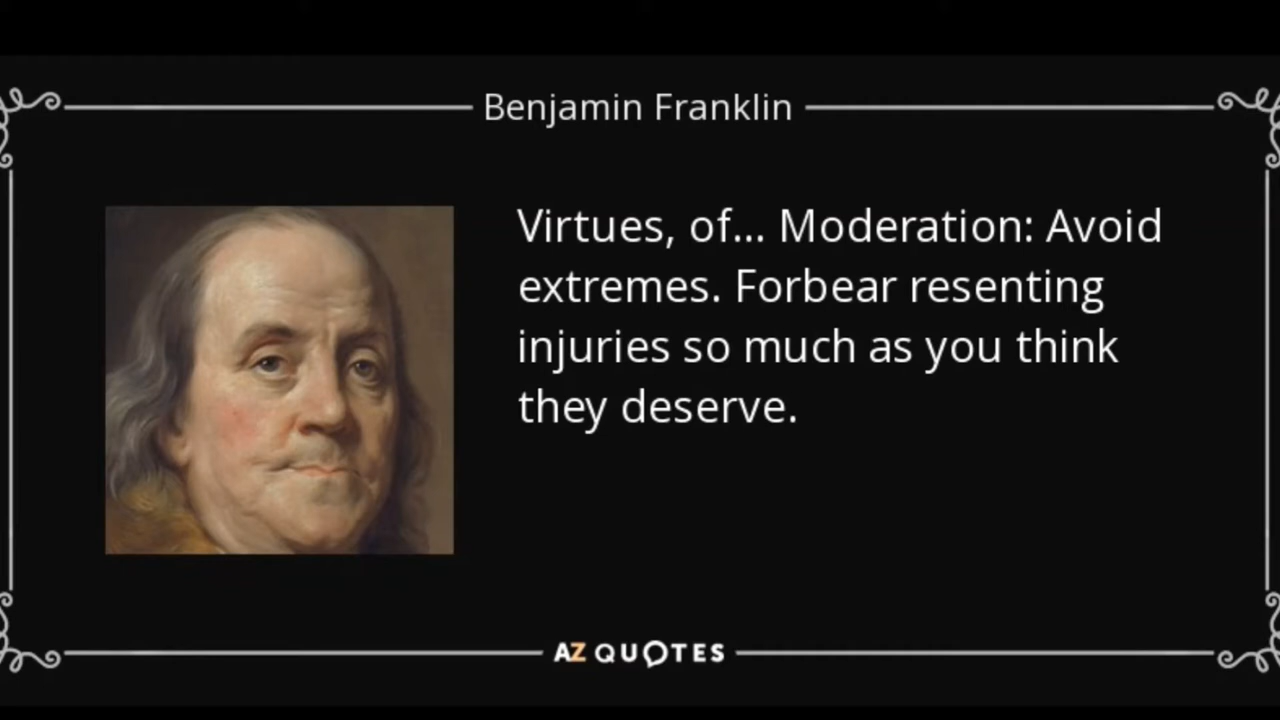 Benjamin Franklin
Virtues, of... Moderation: Avoid
extremes. Forbear resenting
injuries so much as you think
they deserve.
AZ QUOTES